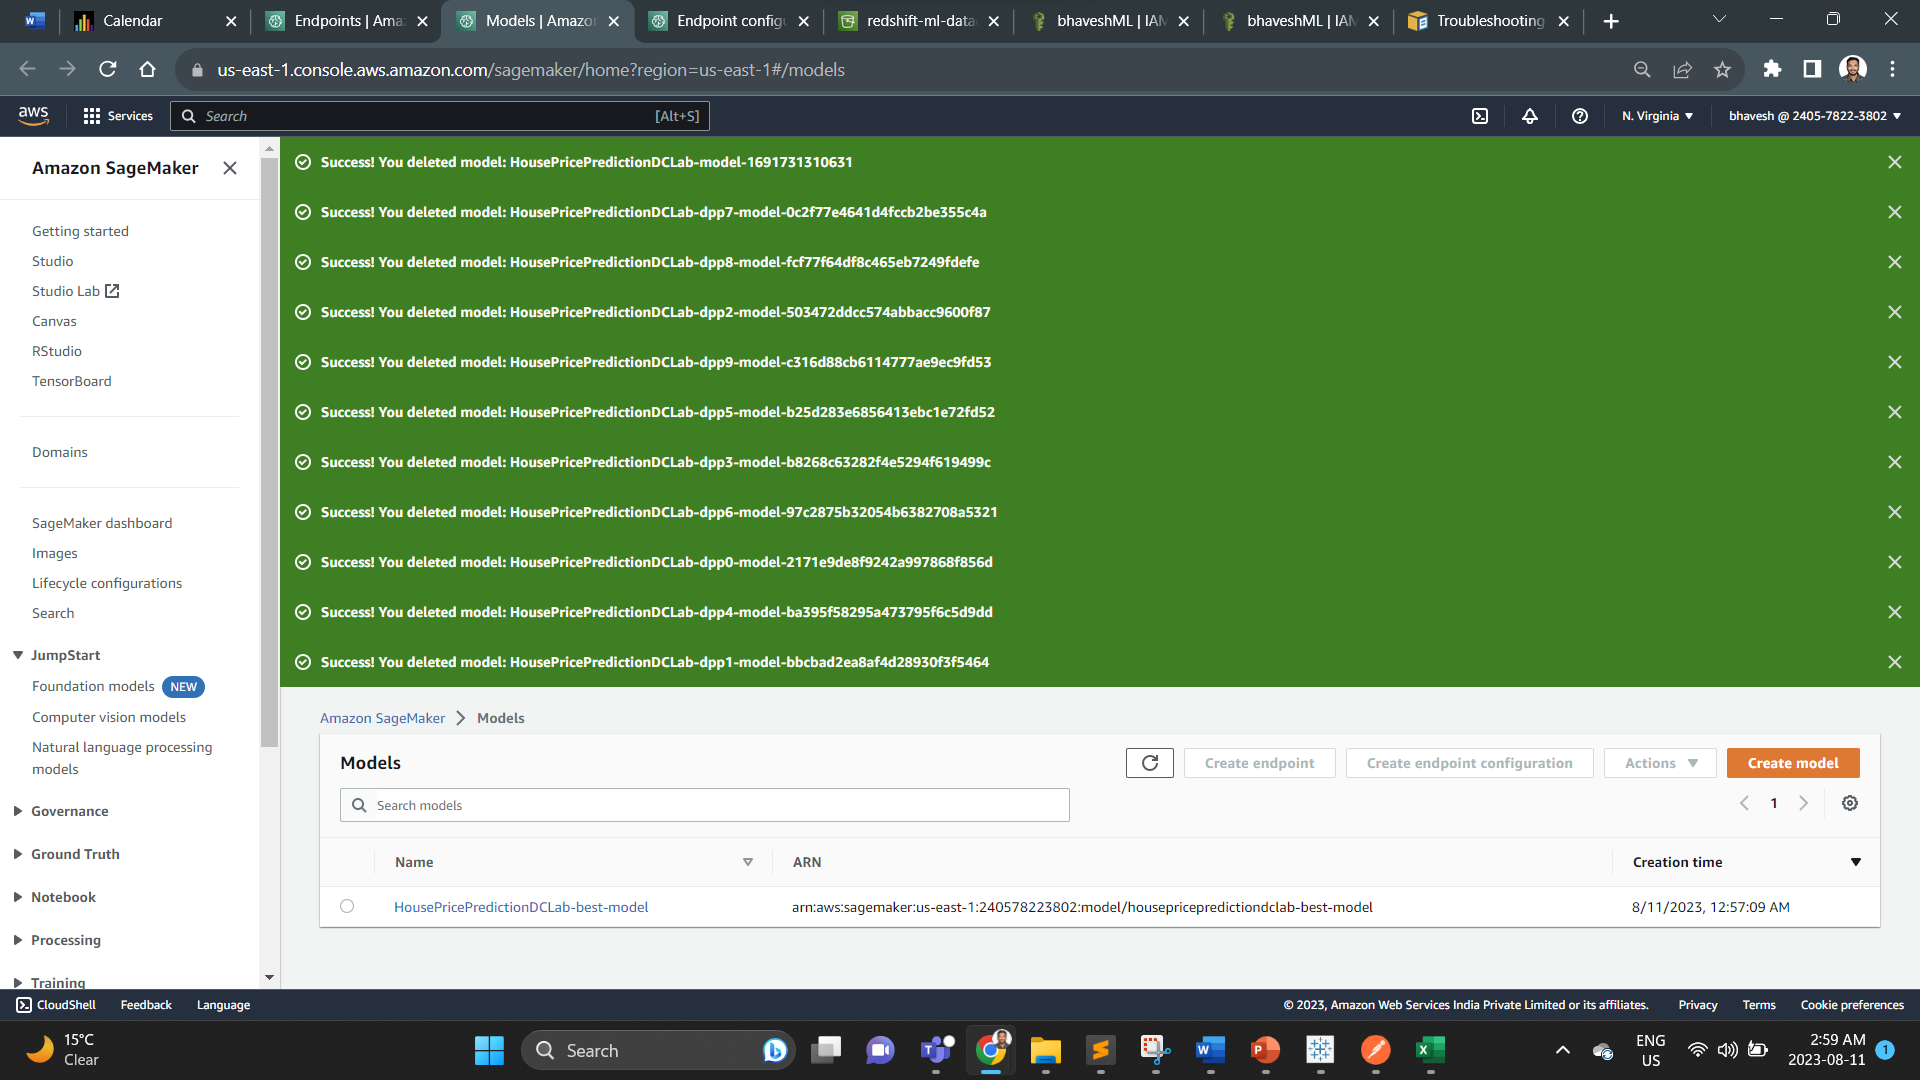 Calendar
Endpoints | Ama
Models | Amazon
Endpoint config
redshift-ml-data
bhaveshML | IAM
bhaveshML | IAM
Troubleshooting
us-east-1.console.aws.amazon.com/sagemaker/home?region=us-east-1#/models
aws
Services
Search
[Alt+S]
N. Virginia
bhavesh @ 2405-7822-3802
Amazon SageMaker
Getting started
Studio
Studio Lab
Canvas
RStudio
TensorBoard
Domains
SageMaker dashboard
Images
Lifecycle configurations
Search
JumpStart
Foundation models NEW
Computer vision models
Natural language processing
models
Governance
Ground Truth
Notebook
Processing
Training
Success! You deleted model: HousePricePredictionDCLab-model-1691731310631
Success! You deleted model: HousePricePredictionDCLab-dpp7-model-0c2f77e4641d4fccb2be355c4a
Success! You deleted model: HousePricePredictionDCLab-dpp8-model-fcf77f64df8c465eb7249fdefe
Success! You deleted model: HousePricePredictionDCLab-dpp2-model-503472ddcc574abbacc9600f87
Success! You deleted model: HousePricePredictionDCLab-dpp9-model-c316d88cb6114777ae9ec9fd53
Success! You deleted model: HousePricePredictionDCLab-dpp5-model-b25d283e6856413ebc1e72fd52
Success! You deleted model: HousePricePredictionDCLab-dpp3-model-b8268c63282f4e5294f619499c
Success! You deleted model: HousePricePredictionDCLab-dpp6-model-97c2875b32054b6382708a5321
Success! You deleted model: HousePricePredictionDCLab-dpp0-model-2171e9de8f9242a997868f856d
Success! You deleted model: HousePricePredictionDCLab-dpp4-model-ba395f58295a473795f6c5d9dd
Success! You deleted model: HousePricePredictionDCLab-dpp1-model-bbcbad2ea8af4d28930f3f5464
Amazon SageMaker
Models
Models
Create endpoint
Create endpoint configuration
Actions
Create model
Search models
1
Name
ARN
Creation time
HousePricePredictionDCLab-best-model
arn:aws:sagemaker:us-east-1:240578223802:model/housepricepredictiondclab-best-model
8/11/2023, 12:57:09 AM
CloudShell
Feedback
Language
© 2023, Amazon Web Services India Private Limited or its affiliates.
Privacy
Terms
Cookie preferences
15°C
Clear
Search
ENG
US
2:59 AM
2023-08-11
1